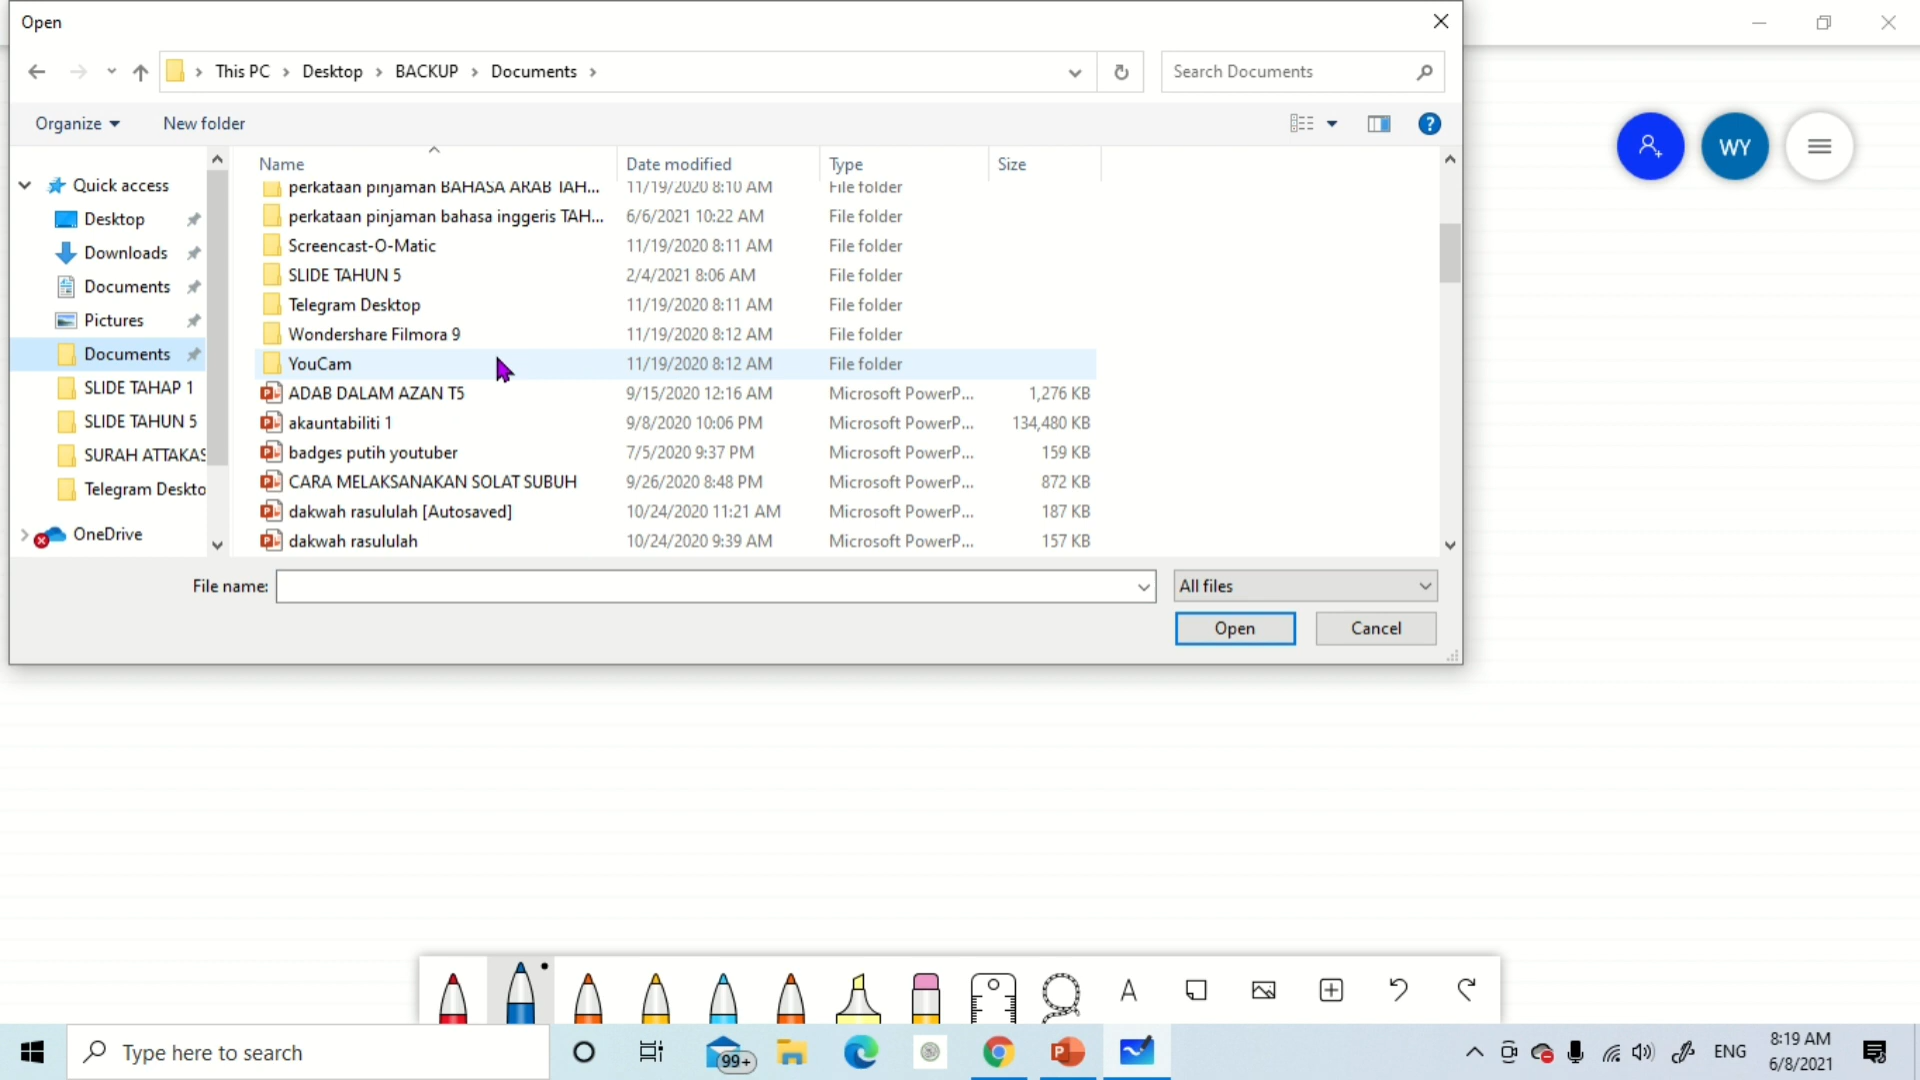 Open
This PC > Desktop > BACKUP > Documents >
Search Documents
Organize
New folder
?
WY
Name
Date modified
Type
Size
Quick access
Desktop
Downloads
Documents
Pictures
Documents
SLIDE TAHAP 1
SLIDE TAHUN 5
SURAH ATTAKAS
Telegram Deskto
OneDrive
perkataan pinjaman BAHASA ARAB TAH... 11/19/2020 8:10 AM File folder
perkataan pinjaman bahasa inggeris TAH... 6/6/2021 10:22 AM File folder
Screencast-O-Matic 11/19/2020 8:11 AM File folder
SLIDE TAHUN 5 2/4/2021 8:06 AM File folder
Telegram Desktop 11/19/2020 8:11 AM File folder
Wondershare Filmora 9 11/19/2020 8:12 AM File folder
YouCam 11/19/2020 8:12 AM File folder
ADAB DALAM AZAN T5 9/15/2020 12:16 AM Microsoft PowerP... 1,276 KB
akauntabiliti 1 9/8/2020 10:06 PM Microsoft PowerP... 134,480 KB
badges putih youtuber 7/5/2020 9:37 PM Microsoft PowerP... 159 KB
CARA MELAKSANAKAN SOLAT SUBUH 9/26/2020 8:48 PM Microsoft PowerP... 872 KB
dakwah rasululah [Autosaved] 10/24/2020 11:21 AM Microsoft PowerP... 187 KB
dakwah rasululah 10/24/2020 9:39 AM Microsoft PowerP... 157 KB
File name:
All files
Open
Cancel
A
Type here to search
99+
ENG
8:19 AM
6/8/2021